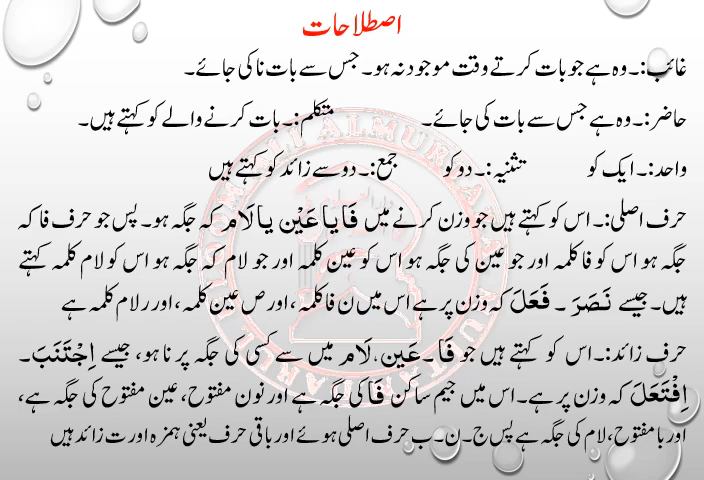 اصطلاحات
غائب:۔وہ ہے جو بات کرتے وقت موجود نہ ہو۔ جس سے بات نا کی جائے۔
حاضر:۔وہ ہے جس سے بات کی جائے۔ متکلم:۔بات کرنے والے کو کہتے ہیں۔
واحد:۔ایک کو تثنیہ:۔دو کو جمع:۔دو سے زائد کو کہتے ہیں
حرف اصلی:۔اس کو کہتے ہیں جو وزن کرنے میں فَا یا عَیْن یا لَام کہ جگہ ہو۔ پس جو حرف فا کہ
جگہ ہو اس کو فا کلمہ اور جو عین کی جگہ ہو اس کو عین کلمہ اور جو لام کہ جگہ ہو اس کو لام کلمہ کہتے
ہیں۔ جیسے نَصَرَ ۔ فَعَلَ کہ وزن پر ہے اس میں ن فا کلمہ، اور ص عین کلمہ، اور ر لام کلمہ ہے
حرف زائد:۔اس کو کہتے ہیں جو فَا۔عَین، لَام میں سے کسی کی جگہ پر نا ہو، جیسے اِجْتَنَبَ۔
اِفْتَعَلَ کہ وزن پر ہے۔ اس میں جیم ساکن فَا کی جگہ ہے اور نون مفتوح، عین مفتوح کی جگہ ہے،
اور با مفتوح، لام کی جگہ ہے پس ج۔ن۔ب حرف اصلی ہوئے اور باقی حرف یعنی ہمزہ اور ت زائد ہیں